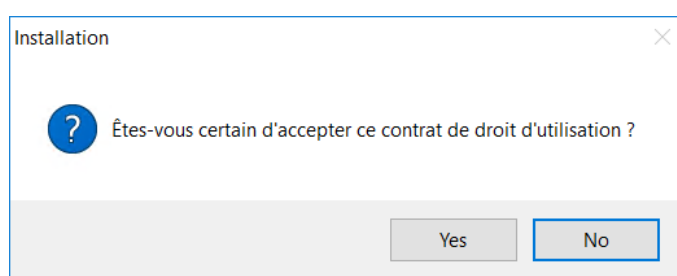 Installation
Êtes-vous certain d'accepter ce contrat de droit d'utilisation ?
Yes
No